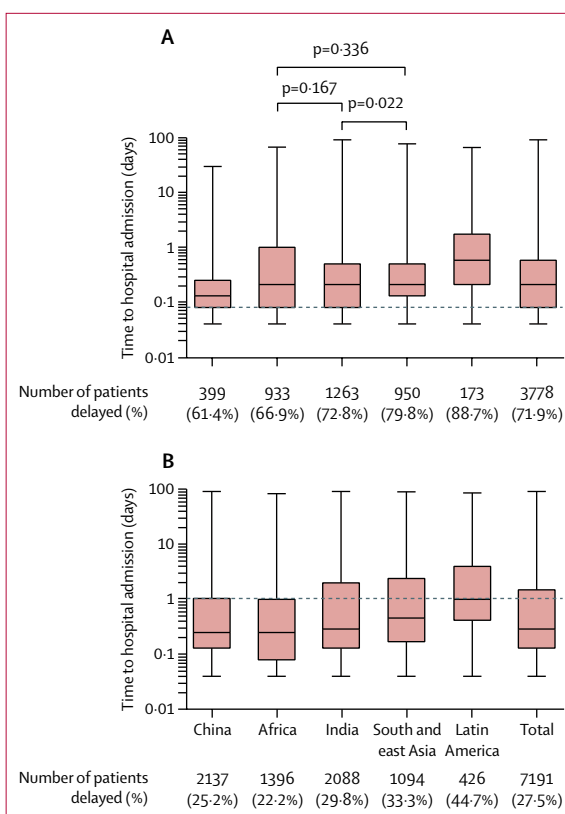 A
p=0·336
p=0·167
p=0·022
Time to hospital admission (days)
100
10
1
0·1
0·01
Number of patients delayed (%)
399 933 1263 950 173 3778
(61·4%) (66·9%) (72·8%) (79·8%) (88·7%) (71·9%)
B
Time to hospital admission (days)
100
10
1
0·1
0·01
China Africa India South and east Asia Latin America Total
Number of patients delayed (%)
2137 1396 2088 1094 426 7191
(25·2%) (22·2%) (29·8%) (33·3%) (44·7%) (27·5%)